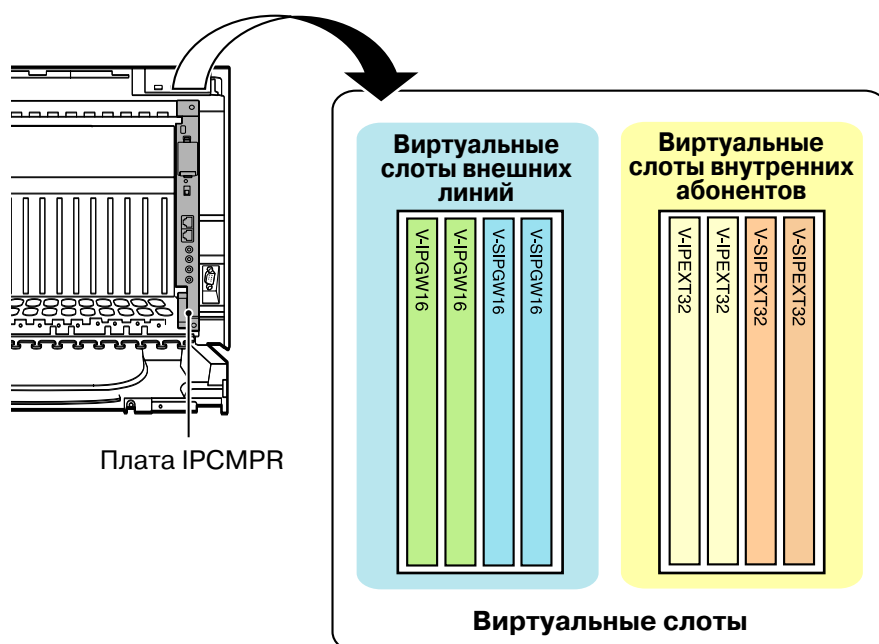 Виртуальные
слоты внешних
линий
V-IPGW16
V-IPGW16
V-SIPGW16
V-SIPGW16
Виртуальные
слоты внутренних
абонентов
V-IPEXT32
V-IPEXT32
V-SIPEXT32
V-SIPEXT32
Плата IPCMPR
Виртуальные слоты